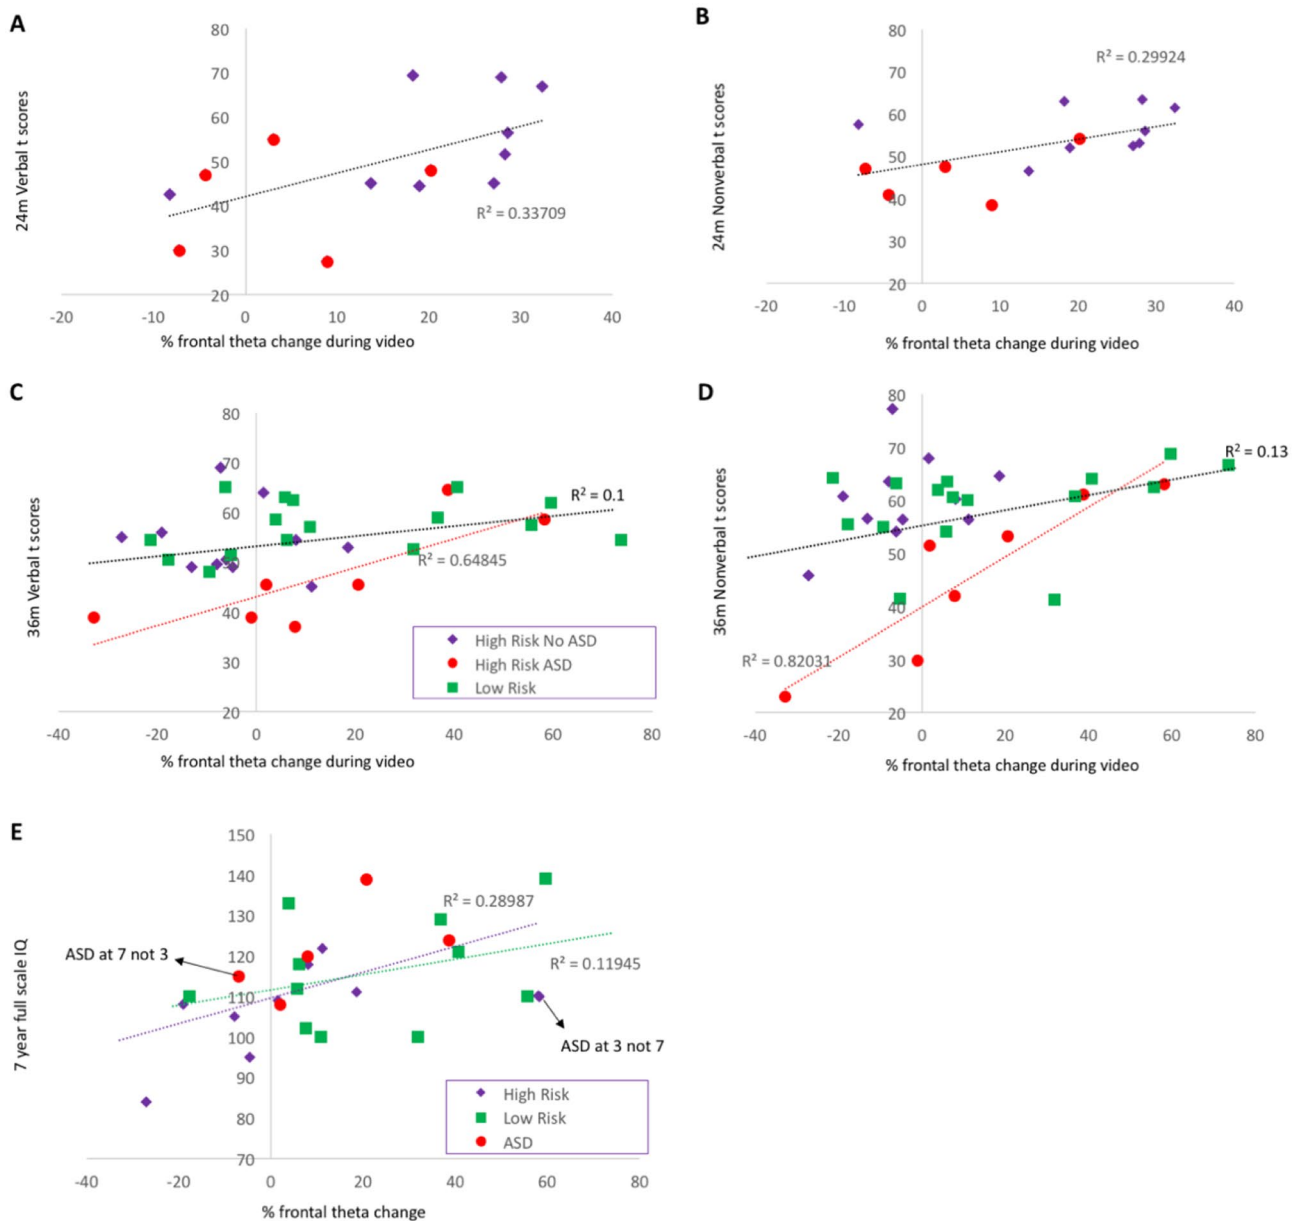 A
80
70
60
50
40
30
20
-20
-10
0
10
20
30
40
24m Verbal t scores
% frontal theta change during video
R² = 0.33709
B
80
70
60
50
40
30
20
-20
-10
0
10
20
30
40
24m Nonverbal t scores
% frontal theta change during video
R² = 0.29924
C
80
70
60
50
40
30
20
-40
-20
0
20
40
60
80
36m Verbal t scores
% frontal theta change during video
R² = 0.1
R² = 0.64845
High Risk No ASD
High Risk ASD
Low Risk
D
80
70
60
50
40
30
20
-40
-20
0
20
40
60
80
36m Nonverbal t scores
% frontal theta change during video
R² = 0.13
R² = 0.82031
E
150
140
130
120
110
100
90
80
70
-40
-20
0
20
40
60
80
7 year full scale IQ
% frontal theta change
R² = 0.28987
R² = 0.11945
ASD at 7 not 3
ASD at 3 not 7
High Risk
Low Risk
ASD